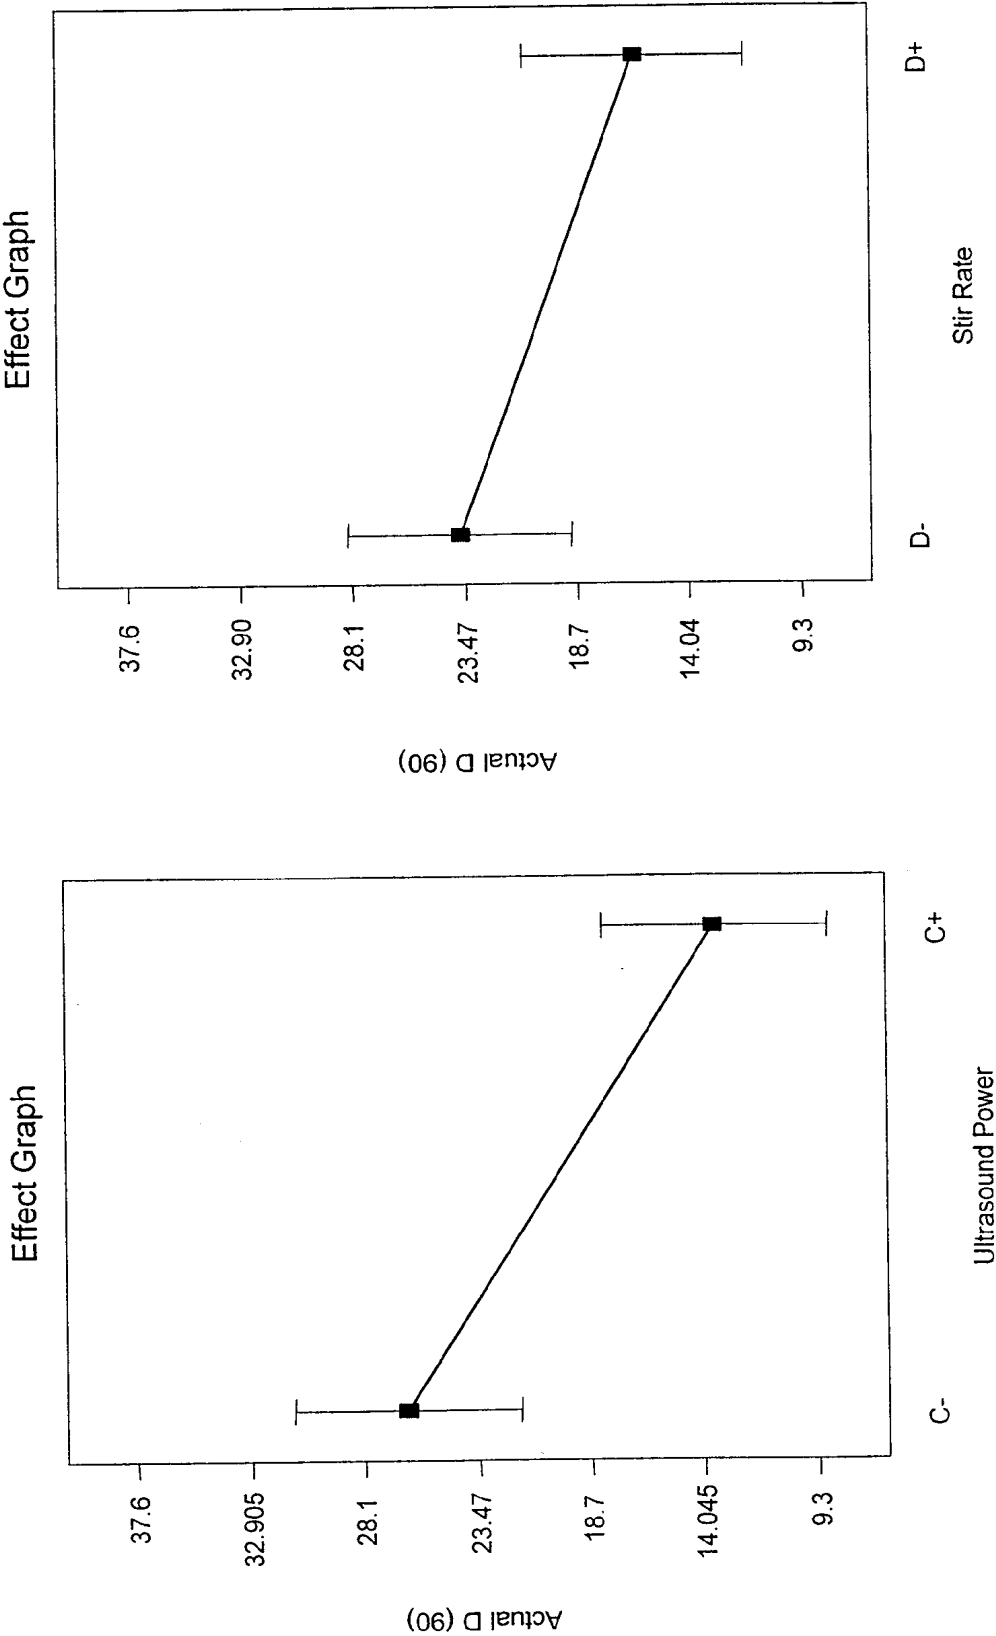 Effect Graph
37.6
32.905
28.1
23.47
18.7
14.045
9.3
Actual D (90)
C-
C+
Ultrasound Power
Effect Graph
37.6
32.90
28.1
23.47
18.7
14.04
9.3
Actual D (90)
D-
D+
Stir Rate